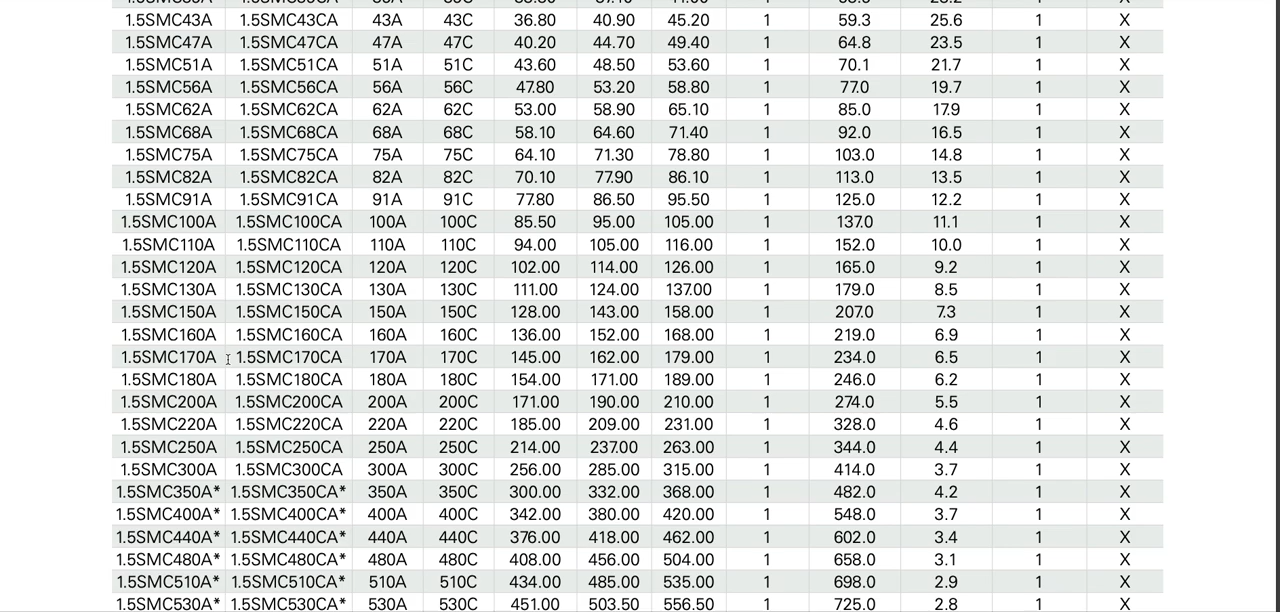 1.5SMC43A 1.5SMC43CA 43A 43C 36.80 40.90 45.20 1 59.3 25.6 1 X
1.5SMC47A 1.5SMC47CA 47A 47C 40.20 44.70 49.40 1 64.8 23.5 1 X
1.5SMC51A 1.5SMC51CA 51A 51C 43.60 48.50 53.60 1 70.1 21.7 1 X
1.5SMC56A 1.5SMC56CA 56A 56C 47.80 53.20 58.80 1 77.0 19.7 1 X
1.5SMC62A 1.5SMC62CA 62A 62C 53.00 58.90 65.10 1 85.0 17.9 1 X
1.5SMC68A 1.5SMC68CA 68A 68C 58.10 64.60 71.40 1 92.0 16.5 1 X
1.5SMC75A 1.5SMC75CA 75A 75C 64.10 71.30 78.80 1 103.0 14.8 1 X
1.5SMC82A 1.5SMC82CA 82A 82C 70.10 77.90 86.10 1 113.0 13.5 1 X
1.5SMC91A 1.5SMC91CA 91A 91C 77.80 86.50 95.50 1 125.0 12.2 1 X
1.5SMC100A 1.5SMC100CA 100A 100C 85.50 95.00 105.00 1 137.0 11.1 1 X
1.5SMC110A 1.5SMC110CA 110A 110C 94.00 105.00 116.00 1 152.0 10.0 1 X
1.5SMC120A 1.5SMC120CA 120A 120C 102.00 114.00 126.00 1 165.0 9.2 1 X
1.5SMC130A 1.5SMC130CA 130A 130C 111.00 124.00 137.00 1 179.0 8.5 1 X
1.5SMC150A 1.5SMC150CA 150A 150C 128.00 143.00 158.00 1 207.0 7.3 1 X
1.5SMC160A 1.5SMC160CA 160A 160C 136.00 152.00 168.00 1 219.0 6.9 1 X
1.5SMC170A 1.5SMC170CA 170A 170C 145.00 162.00 179.00 1 234.0 6.5 1 X
1.5SMC180A 1.5SMC180CA 180A 180C 154.00 171.00 189.00 1 246.0 6.2 1 X
1.5SMC200A 1.5SMC200CA 200A 200C 171.00 190.00 210.00 1 274.0 5.5 1 X
1.5SMC220A 1.5SMC220CA 220A 220C 185.00 209.00 231.00 1 328.0 4.6 1 X
1.5SMC250A 1.5SMC250CA 250A 250C 214.00 237.00 263.00 1 344.0 4.4 1 X
1.5SMC300A 1.5SMC300CA 300A 300C 256.00 285.00 315.00 1 414.0 3.7 1 X
1.5SMC350A* 1.5SMC350CA* 350A 350C 300.00 332.00 368.00 1 482.0 4.2 1 X
1.5SMC400A* 1.5SMC400CA* 400A 400C 342.00 380.00 420.00 1 548.0 3.7 1 X
1.5SMC440A* 1.5SMC440CA* 440A 440C 376.00 418.00 462.00 1 602.0 3.4 1 X
1.5SMC480A* 1.5SMC480CA* 480A 480C 408.00 456.00 504.00 1 658.0 3.1 1 X
1.5SMC510A* 1.5SMC510CA* 510A 510C 434.00 485.00 535.00 1 698.0 2.9 1 X
1.5SMC530A* 1.5SMC530CA* 530A 530C 451.00 503.50 556.50 1 725.0 2.8 1 X